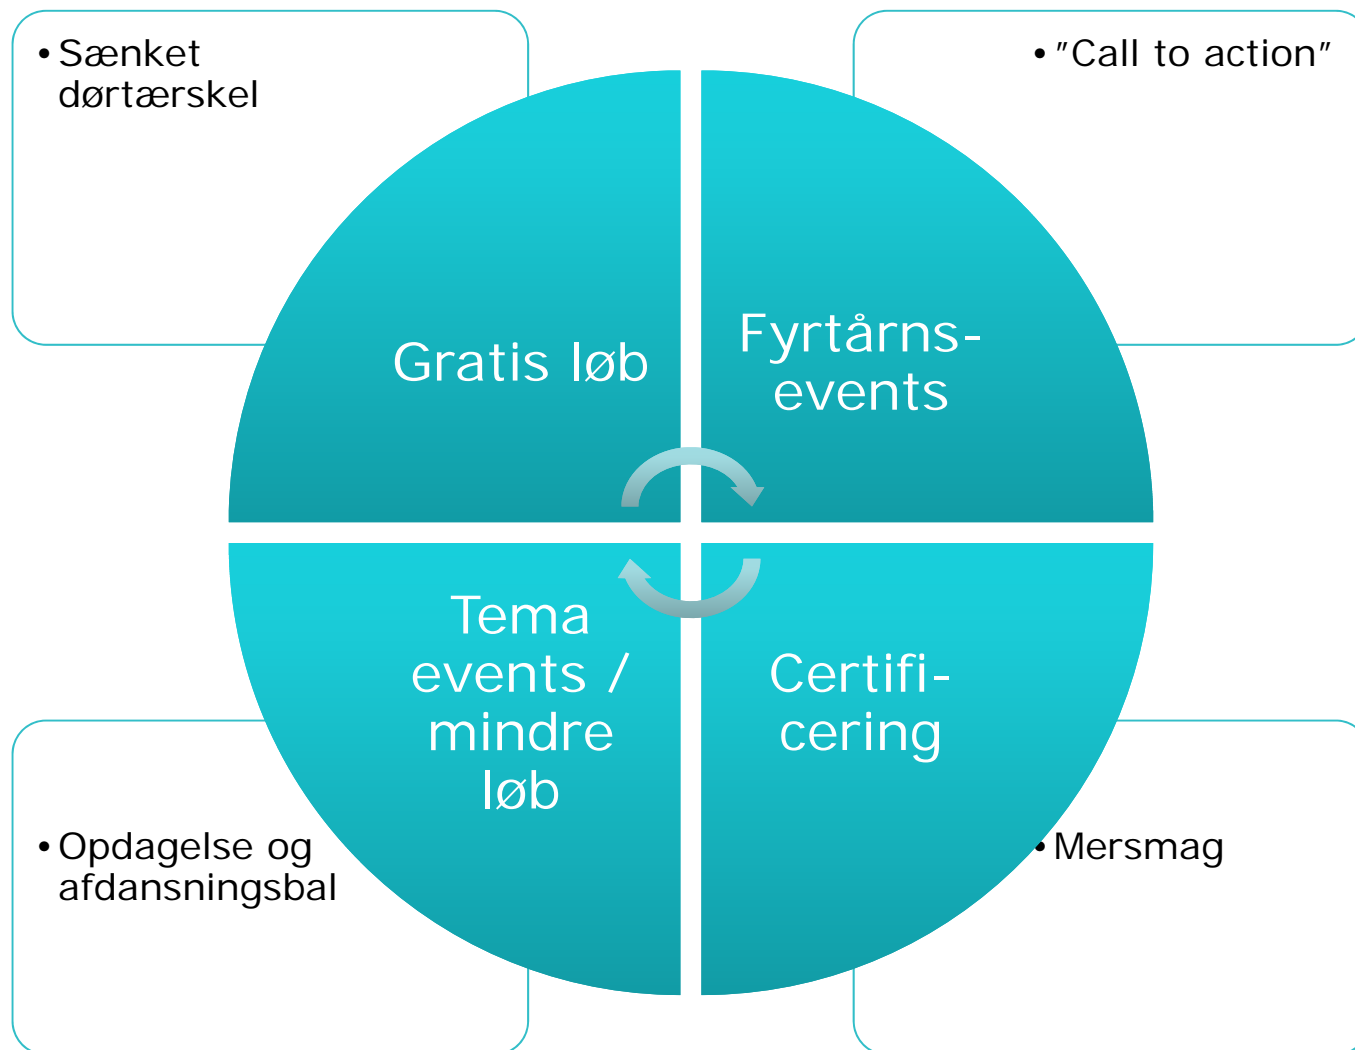 • Sænket
dørtærskel
• "Call to action"
Gratis løb
Fyrtårns-
events
Tema
events /
mindre
løb
Certifi-
cering
• Opdagelse og
afdansningsbal
• Mersmag